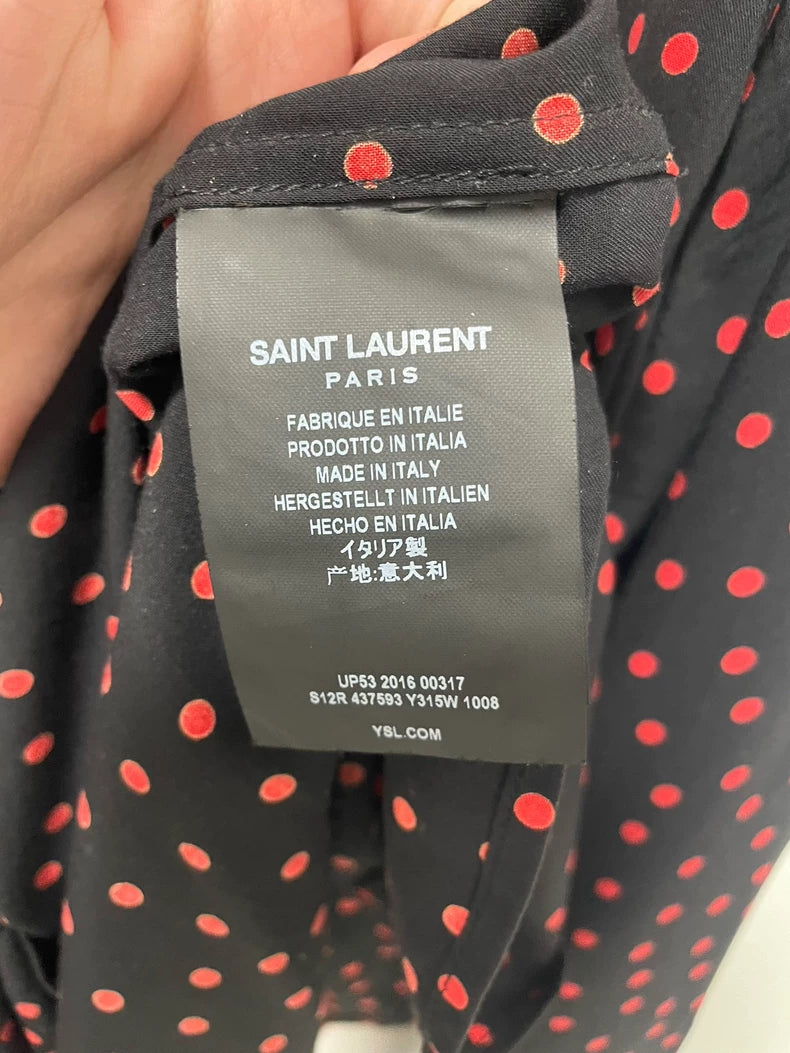 SAINT LAURENT
PARIS
FABRIQUE EN ITALIE
PRODOTTO IN ITALIA
MADE IN ITALY
HERGESTELLT IN ITALIEN
HECHO EN ITALIA
イタリア製
产地:意大利
UP53 2016 00317
S12R 437593 Y315W 1008
YSL.COM